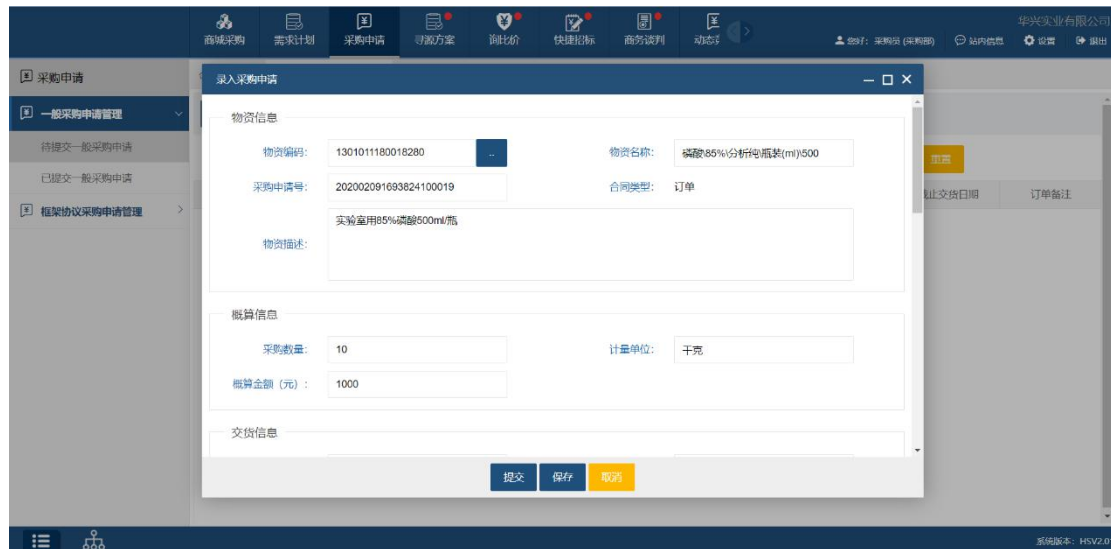 商城采购 需求计划 采购申请 寻源方案 询比价 快捷招标 商务谈判
华兴实业有限公司
您好：采购员 (采购部) 站内信息 设置 退出
采购申请
录入采购申请
一般采购申请管理
物资信息
待提交一般采购申请
物资编码： 1301011180018280 .. 物资名称： 磷酸\85%\分析纯\瓶装(ml)\500
重置
已提交一般采购申请
采购申请号： 202002091693824100019 合同类型： 订单
止交货日期 订单备注
框架协议采购申请管理
物资描述： 实验室用85%磷酸500ml/瓶
概算信息
采购数量： 10 计量单位： 千克
概算金额（元）： 1000
交货信息
提交 保存 取消
系统版本：HSV2.0